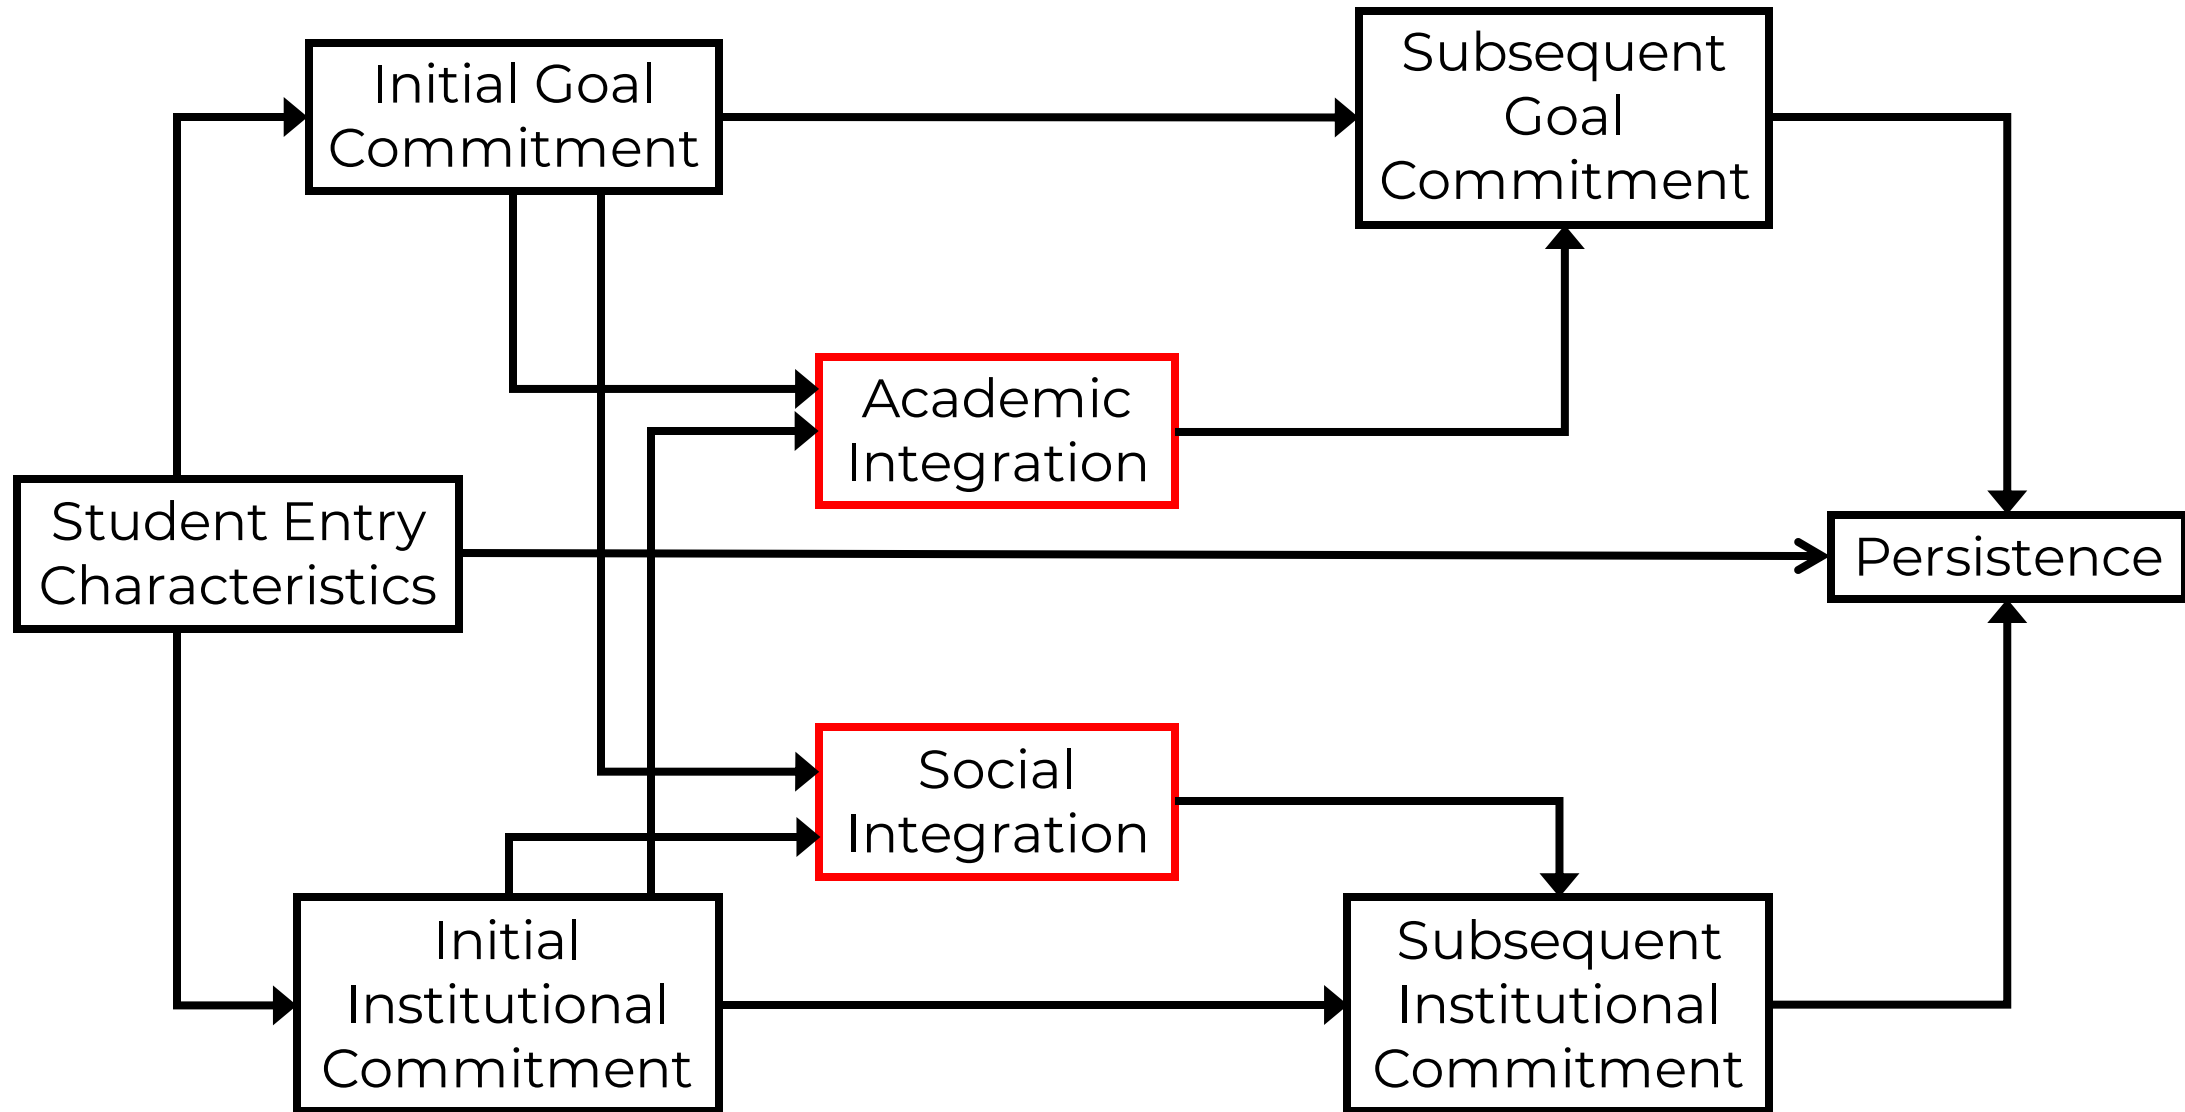 Initial Goal
Commitment
Subsequent
Goal
Commitment
Academic
Integration
Student Entry
Characteristics
Persistence
Social
Integration
Initial
Institutional
Commitment
Subsequent
Institutional
Commitment